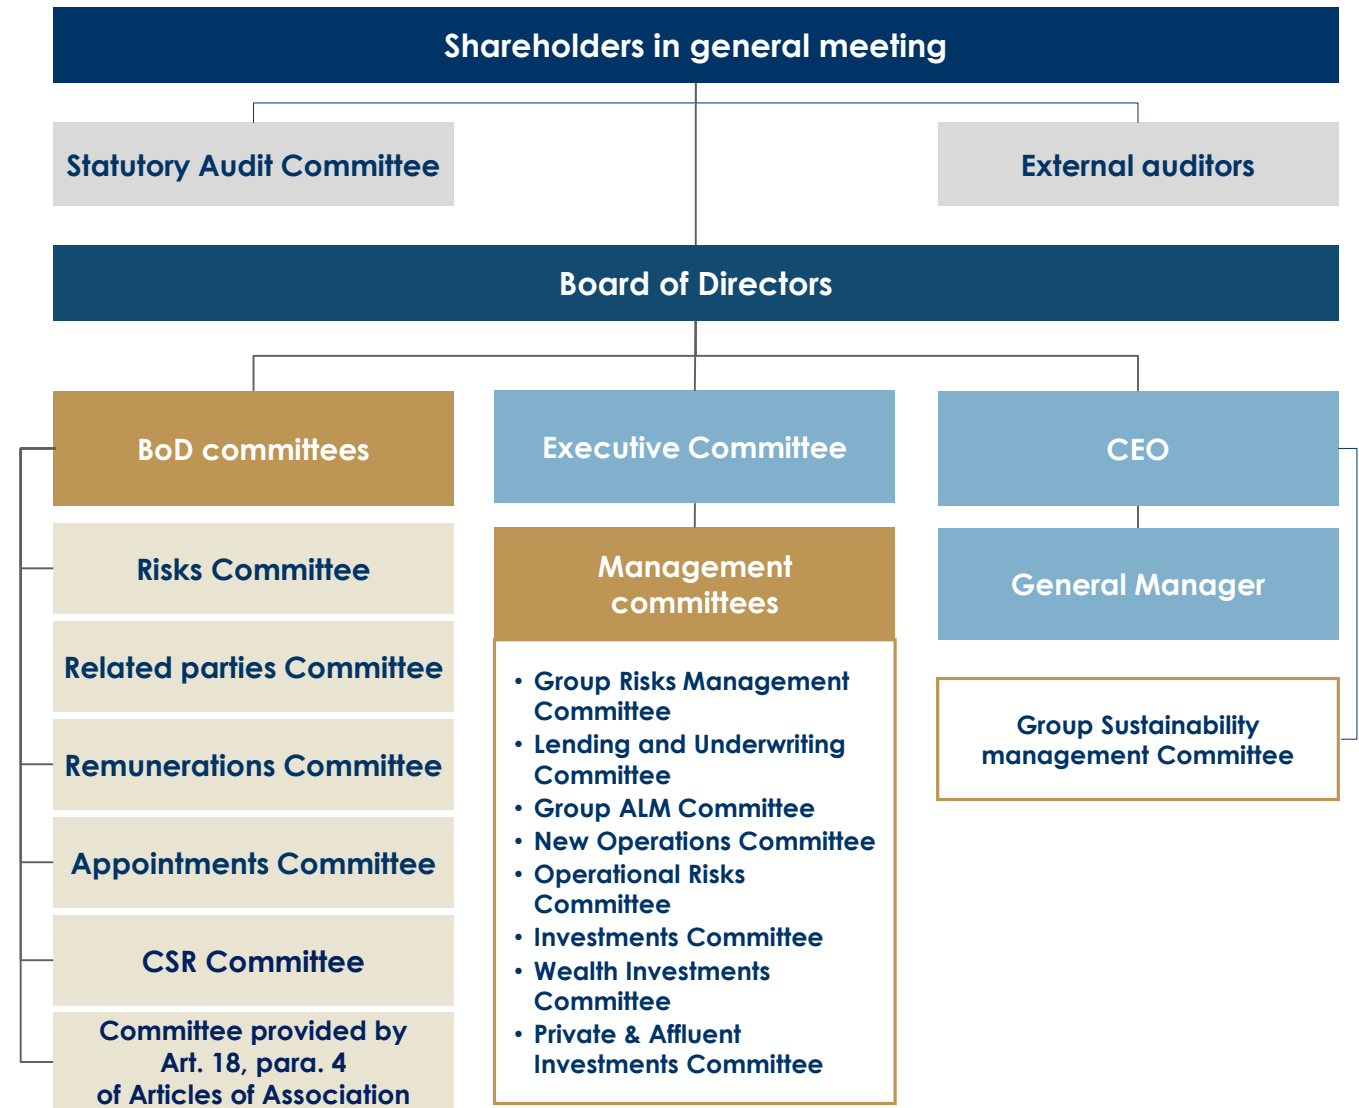 Shareholders in general meeting
Statutory Audit Committee
External auditors
Board of Directors
BoD committees
Executive Committee
CEO
Risks Committee
Related parties Committee
Remunerations Committee
Appointments Committee
CSR Committee
Committee provided by
Art. 18, para. 4
of Articles of Association
Management
committees
• Group Risks Management
Committee
• Lending and Underwriting
Committee
• Group ALM Committee
• New Operations Committee
• Operational Risks
Committee
• Investments Committee
• Wealth Investments
Committee
• Private & Affluent
Investments Committee
General Manager
Group Sustainability
management Committee